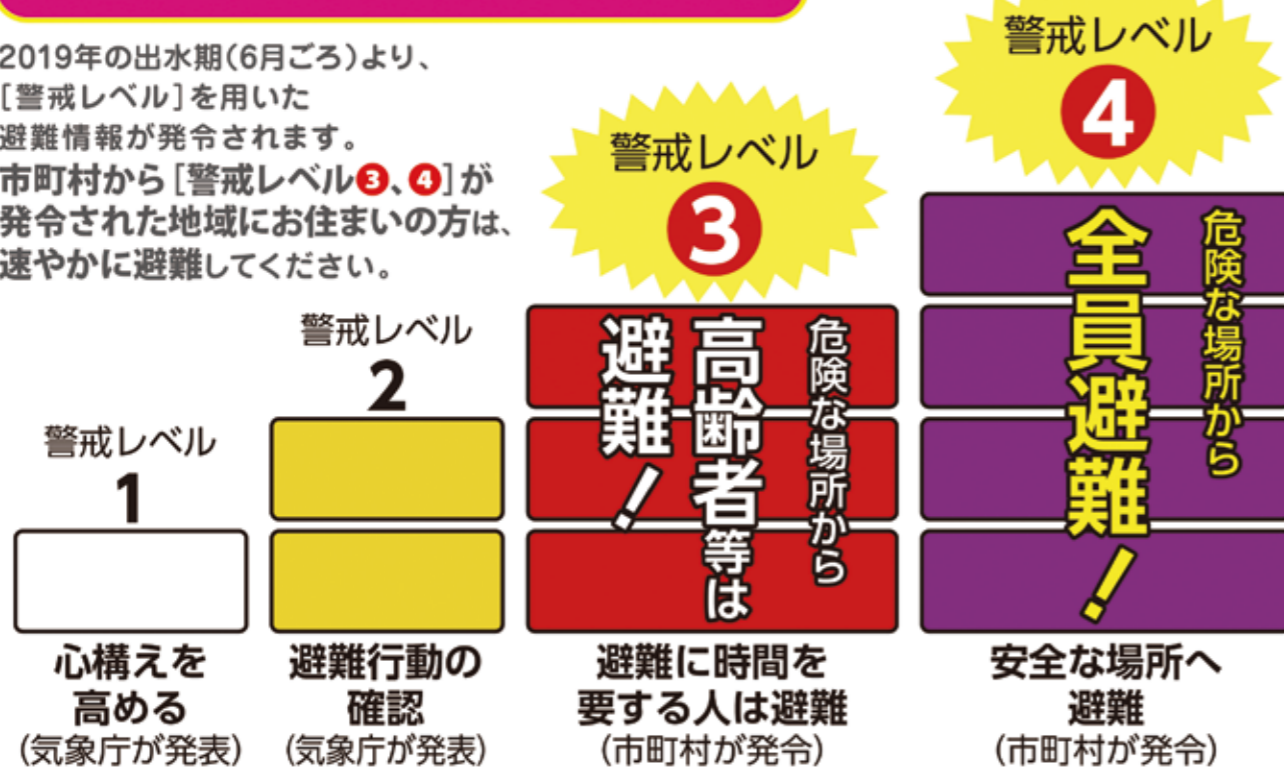 2019年の出水期(6月ごろ)より、
[警戒レベル]を用いた
避難情報が発令されます。
市町村から[警戒レベル❸、❹]が
発令された地域にお住まいの方は、
速やかに避難してください。
警戒レベル
1
心構えを
高める
(気象庁が発表)
警戒レベル
2
避難行動の
確認
(気象庁が発表)
警戒レベル
3
危険な場所から
高齢者等は
避難！
避難に時間を
要する人は避難
(市町村が発令)
警戒レベル
4
危険な場所から
全員避難！
安全な場所へ
避難
(市町村が発令)